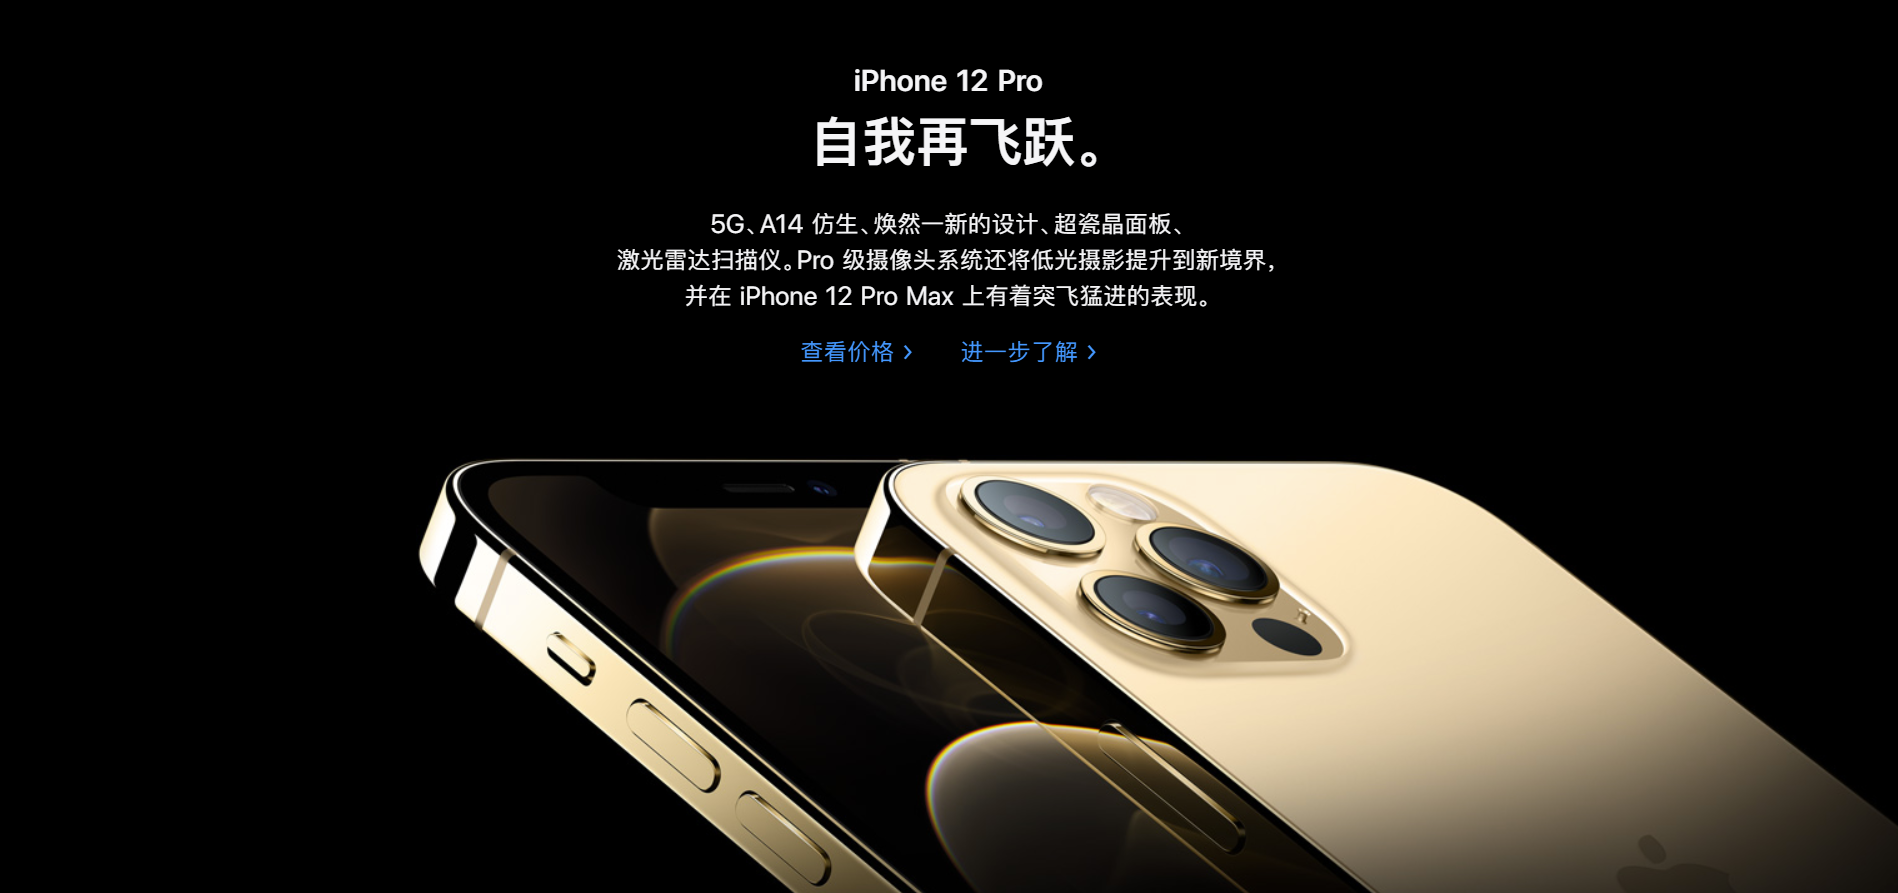 iPhone 12 Pro
自我再飞跃。
5G、A14 仿生、焕然一新的设计、超瓷晶面板、
激光雷达扫描仪。Pro 级摄像头系统还将低光摄影提升到新境界，
并在 iPhone 12 Pro Max 上有着突飞猛进的表现。
查看价格 > 进一步了解 >